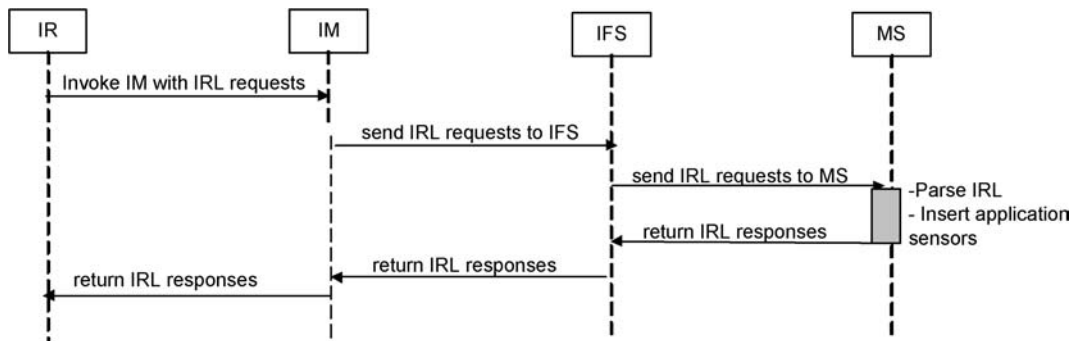 IR
IM
IFS
MS
Invoke IM with IRL requests
send IRL requests to IFS
send IRL requests to MS
-Parse IRL
- Insert application
sensors
return IRL responses
return IRL responses
return IRL responses